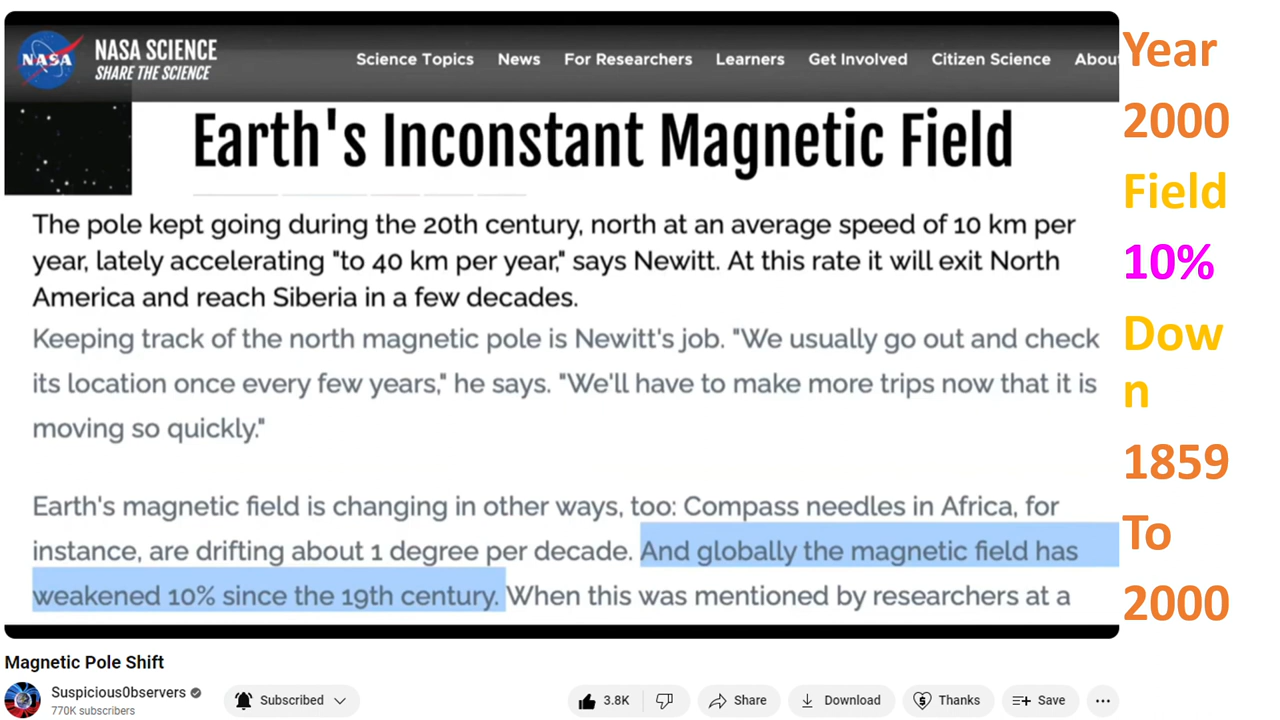 NASA
NASA SCIENCE
SHARE THE SCIENCE
Science Topics News For Researchers Learners Get Involved Citizen Science Abou
Earth's Inconstant Magnetic Field
The pole kept going during the 20th century, north at an average speed of 10 km per
year, lately accelerating "to 40 km per year," says Newitt. At this rate it will exit North
America and reach Siberia in a few decades.
Keeping track of the north magnetic pole is Newitt's job. "We usually go out and check
its location once every few years," he says. "We'll have to make more trips now that it is
moving so quickly."
Earth's magnetic field is changing in other ways, too: Compass needles in Africa, for
instance, are drifting about 1 degree per decade. And globally the magnetic field has
weakened 10% since the 19th century. When this was mentioned by researchers at a
Year
2000
Field
10%
Dow
n
1859
To
2000
Magnetic Pole Shift
Suspicious0bservers
770K subscribers
Subscribed
3.8K
Share
Download
Thanks
Save